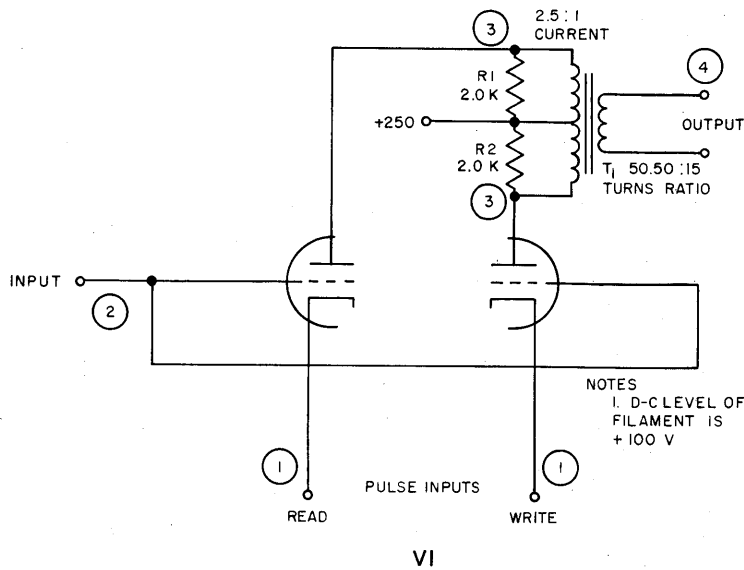 3
2.5 : 1
CURRENT
4
R1
2.0 K
+250
OUTPUT
R2
2.0 K
T1 50.50 :15
TURNS RATIO
3
INPUT
2
NOTES
1. D-C LEVEL OF
FILAMENT IS
+ 100 V
1
PULSE INPUTS
1
READ
WRITE
VI